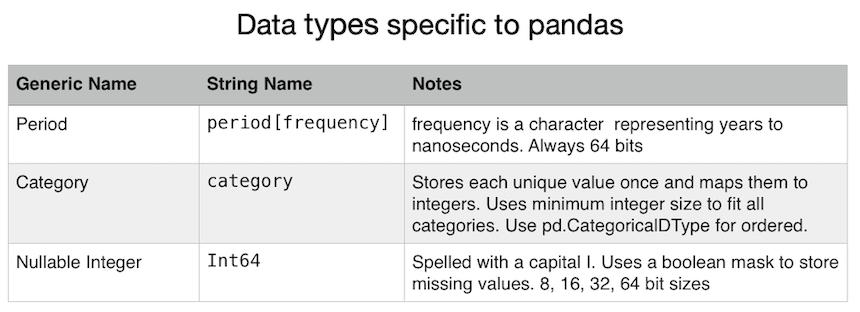 Data types specific to pandas
Generic Name String Name Notes
Period period[frequency] frequency is a character representing years to
nanoseconds. Always 64 bits
Category category Stores each unique value once and maps them to
integers. Uses minimum integer size to fit all
categories. Use pd.CategoricalDType for ordered.
Nullable Integer Int64 Spelled with a capital I. Uses a boolean mask to store
missing values. 8, 16, 32, 64 bit sizes